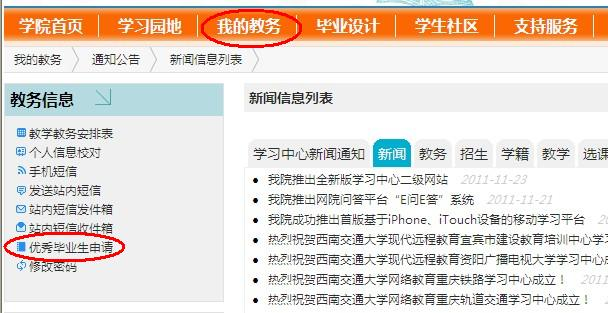 学院首页 学习园地 我的教务 毕业设计 学生社区 支持服务
我的教务 通知公告 新闻信息列表
教务信息
教学教务安排表
个人信息校对
手机短信
发送站内短信
站内短信发件箱
站内短信收件箱
优秀毕业生申请
修改密码
新闻信息列表
学习中心新闻通知 新闻 教务 招生 学籍 教学 选课
我院推出全新版学习中心二级网站 2011-11-23
我院推出网院问答平台“E问E答”系统 2011-11-21
我院成功推出首版基于iPhone、iTouch设备的移动学习平台 20
热烈祝贺西南交通大学现代远程教育宜宾市建设教育培训中心学习
热烈祝贺西南交通大学现代远程教育资阳广播电视大学学习中心
热烈祝贺西南交通大学网络教育重庆铁路学习中心成立！ 20
热烈祝贺西南交通大学网络教育重庆轨道交通学习中心成立！